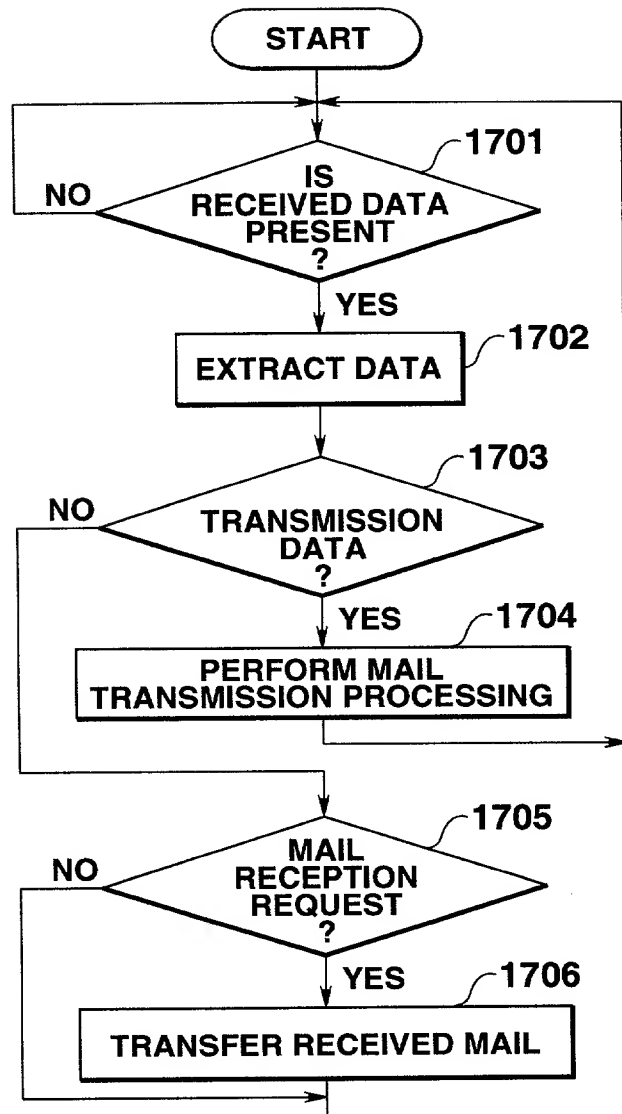 START
1701
IS
RECEIVED DATA
PRESENT
?
NO
YES
1702
EXTRACT DATA
1703
NO
TRANSMISSION
DATA
?
YES
1704
PERFORM MAIL
TRANSMISSION PROCESSING
1705
NO
MAIL
RECEPTION
REQUEST
?
YES
1706
TRANSFER RECEIVED MAIL